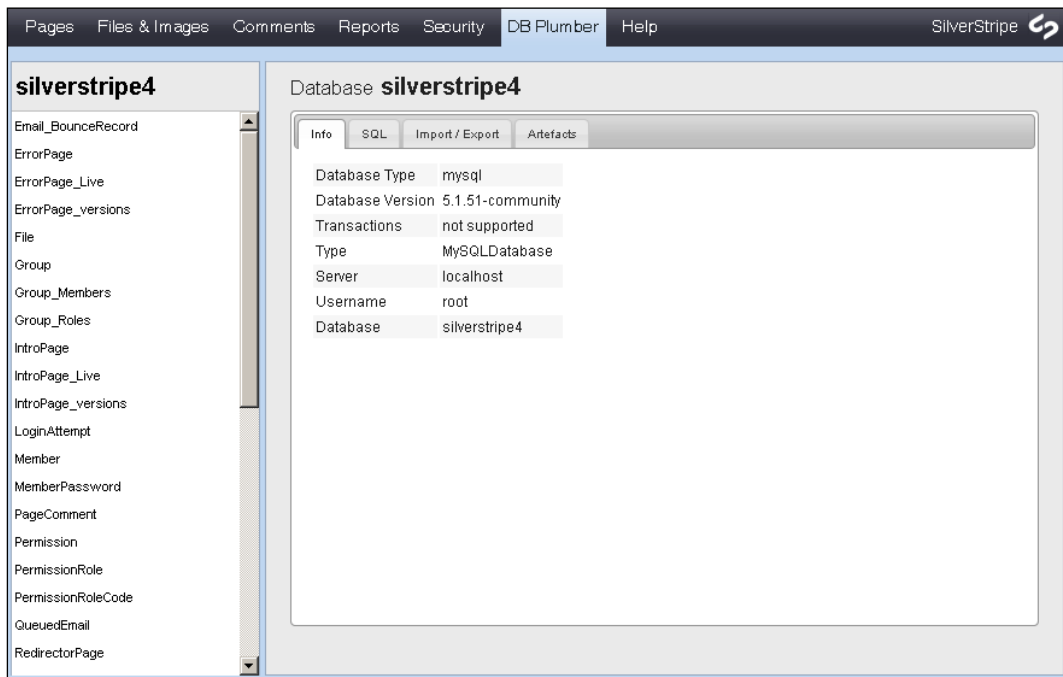 Pages Files & Images Comments Reports Security DB Plumber Help SilverStripe
silverstripe4
Email_BounceRecord
ErrorPage
ErrorPage_Live
ErrorPage_versions
File
Group
Group_Members
Group_Roles
IntroPage
IntroPage_Live
IntroPage_versions
LoginAttempt
Member
MemberPassword
PageComment
Permission
PermissionRole
PermissionRoleCode
QueuedEmail
RedirectorPage
Database silverstripe4
Info SQL Import / Export Artefacts
Database Type mysql
Database Version 5.1.51-community
Transactions not supported
Type MySQLDatabase
Server localhost
Username root
Database silverstripe4